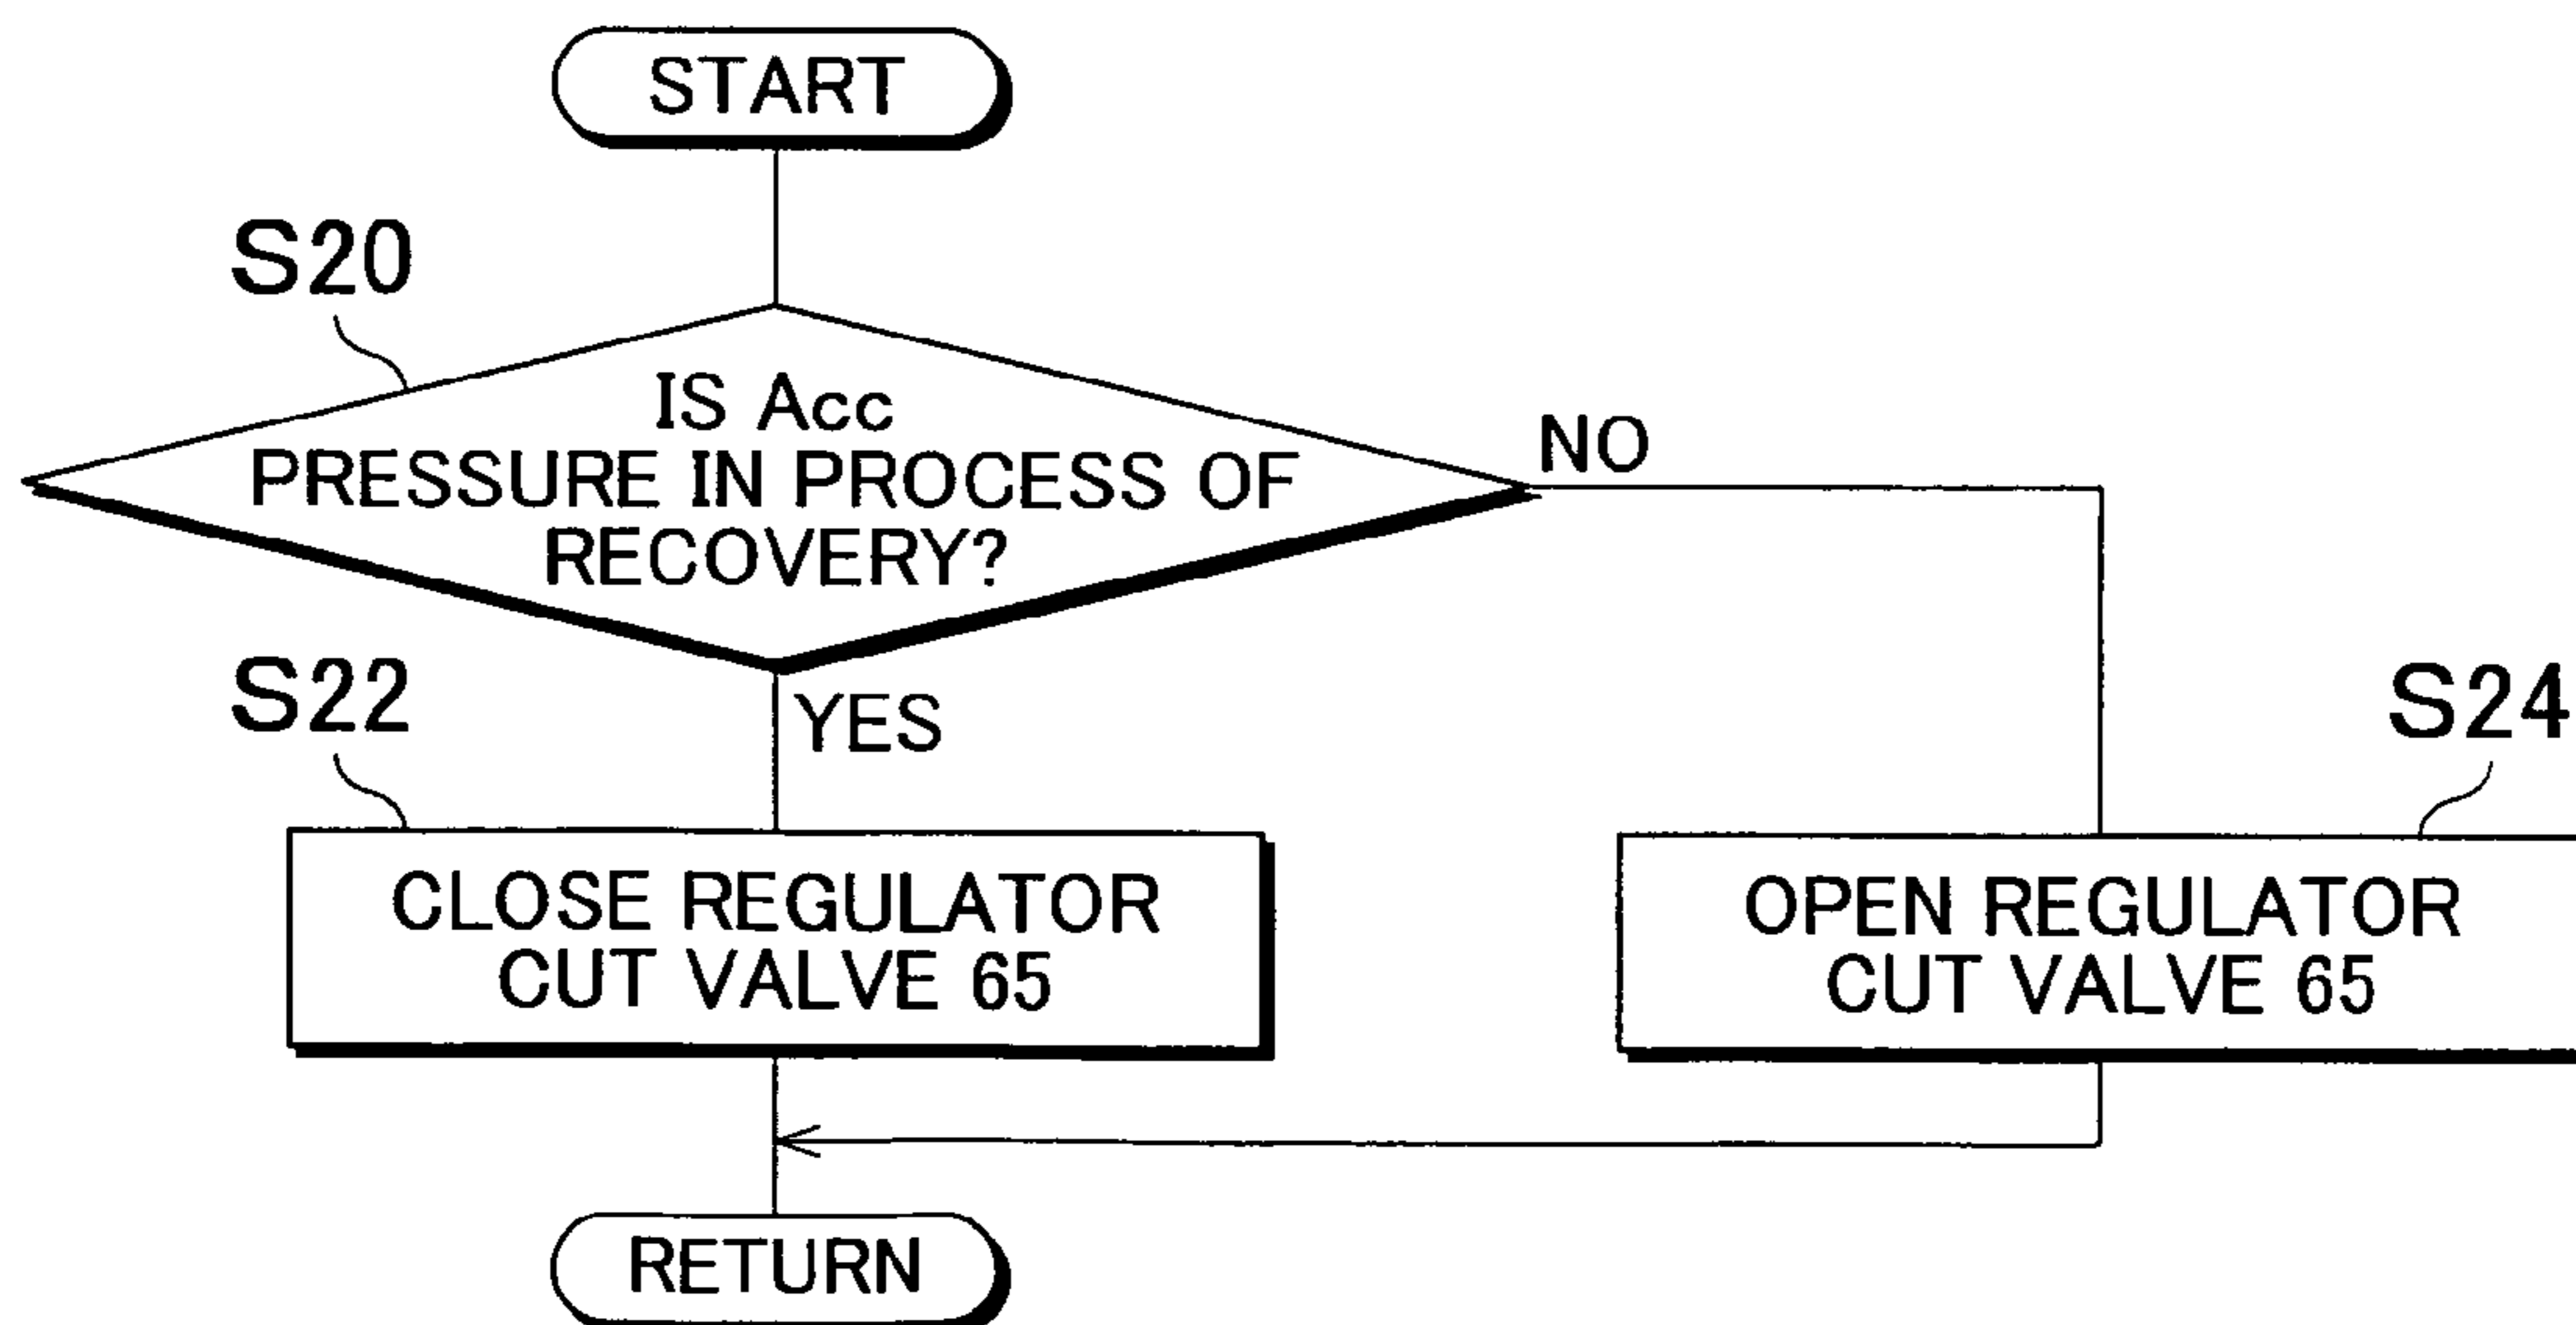 START
S20
IS Acc
PRESSURE IN PROCESS OF
RECOVERY?
NO
YES
S22
CLOSE REGULATOR
CUT VALVE 65
S24
OPEN REGULATOR
CUT VALVE 65
RETURN